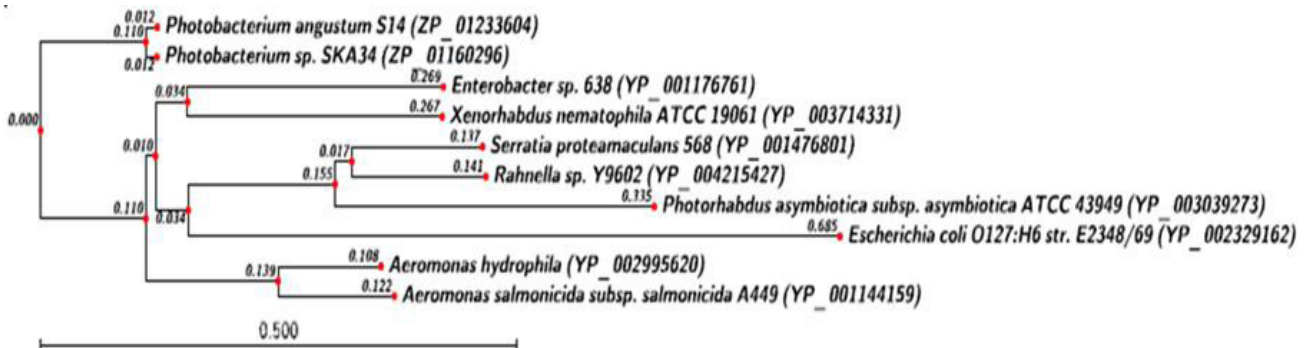 0.012
Photobacterium angustum S14 (ZP_01233604)
0.110
Photobacterium sp. SKA34 (ZP_01160296)
0.012
0.269
Enterobacter sp. 638 (YP_001176761)
0.034
0.267
Xenorhabdus nematophila ATCC 19061 (YP_003714331)
0.000
0.137
Serratia proteamaculans 568 (YP_001476801)
0.010
0.017
0.141
Rahnella sp. Y9602 (YP_004215427)
0.155
0.335
Photorhabdus asymbiotica subsp. asymbiotica ATCC 43949 (YP_003039273)
0.110
0.034
0.685
Escherichia coli O127:H6 str. E2348/69 (YP_002329162)
0.108
Aeromonas hydrophila (YP_002995620)
0.139
0.122
Aeromonas salmonicida subsp. salmonicida A449 (YP_001144159)
0.500